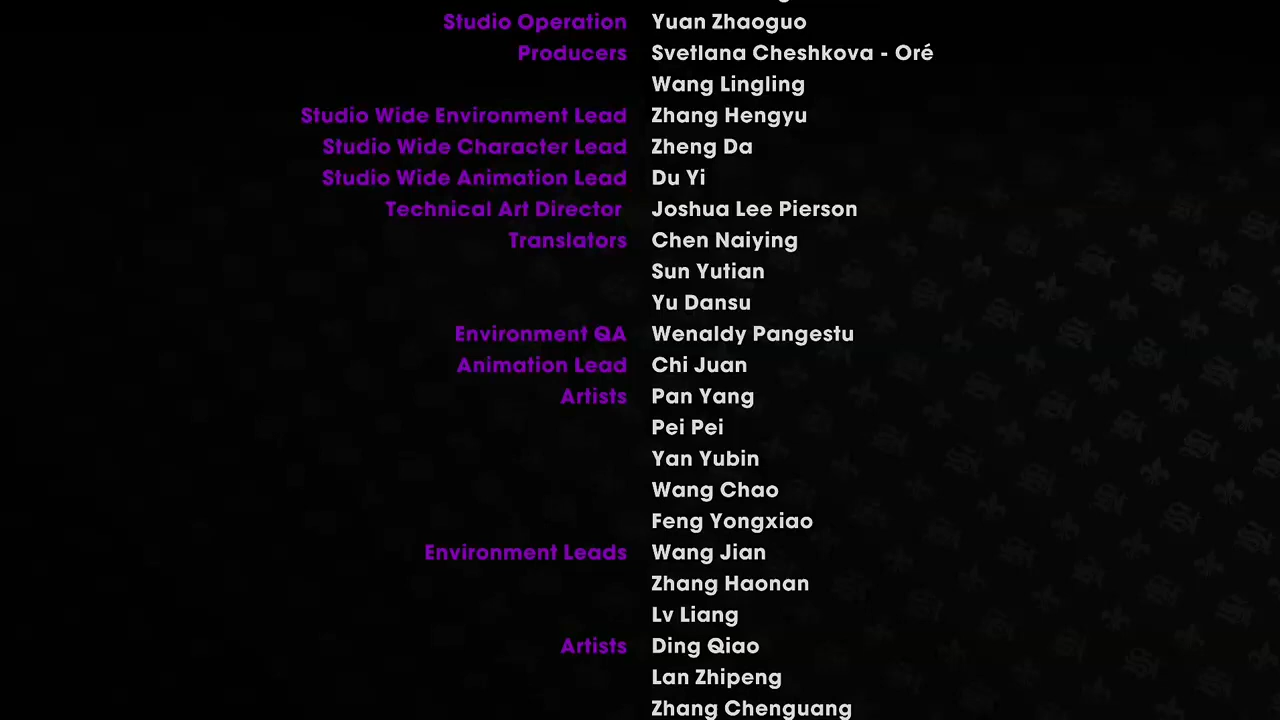 Studio Operation Yuan Zhaoguo
Producers Svetlana Cheshkova - Oré
Wang Lingling
Studio Wide Environment Lead Zhang Hengyu
Studio Wide Character Lead Zheng Da
Studio Wide Animation Lead Du Yi
Technical Art Director Joshua Lee Pierson
Translators Chen Naiying
Sun Yutian
Yu Dansu
Environment QA Wenaldy Pangestu
Animation Lead Chi Juan
Artists Pan Yang
Pei Pei
Yan Yubin
Wang Chao
Feng Yongxiao
Environment Leads Wang Jian
Zhang Haonan
Lv Liang
Artists Ding Qiao
Lan Zhipeng
Zhang Chenguang